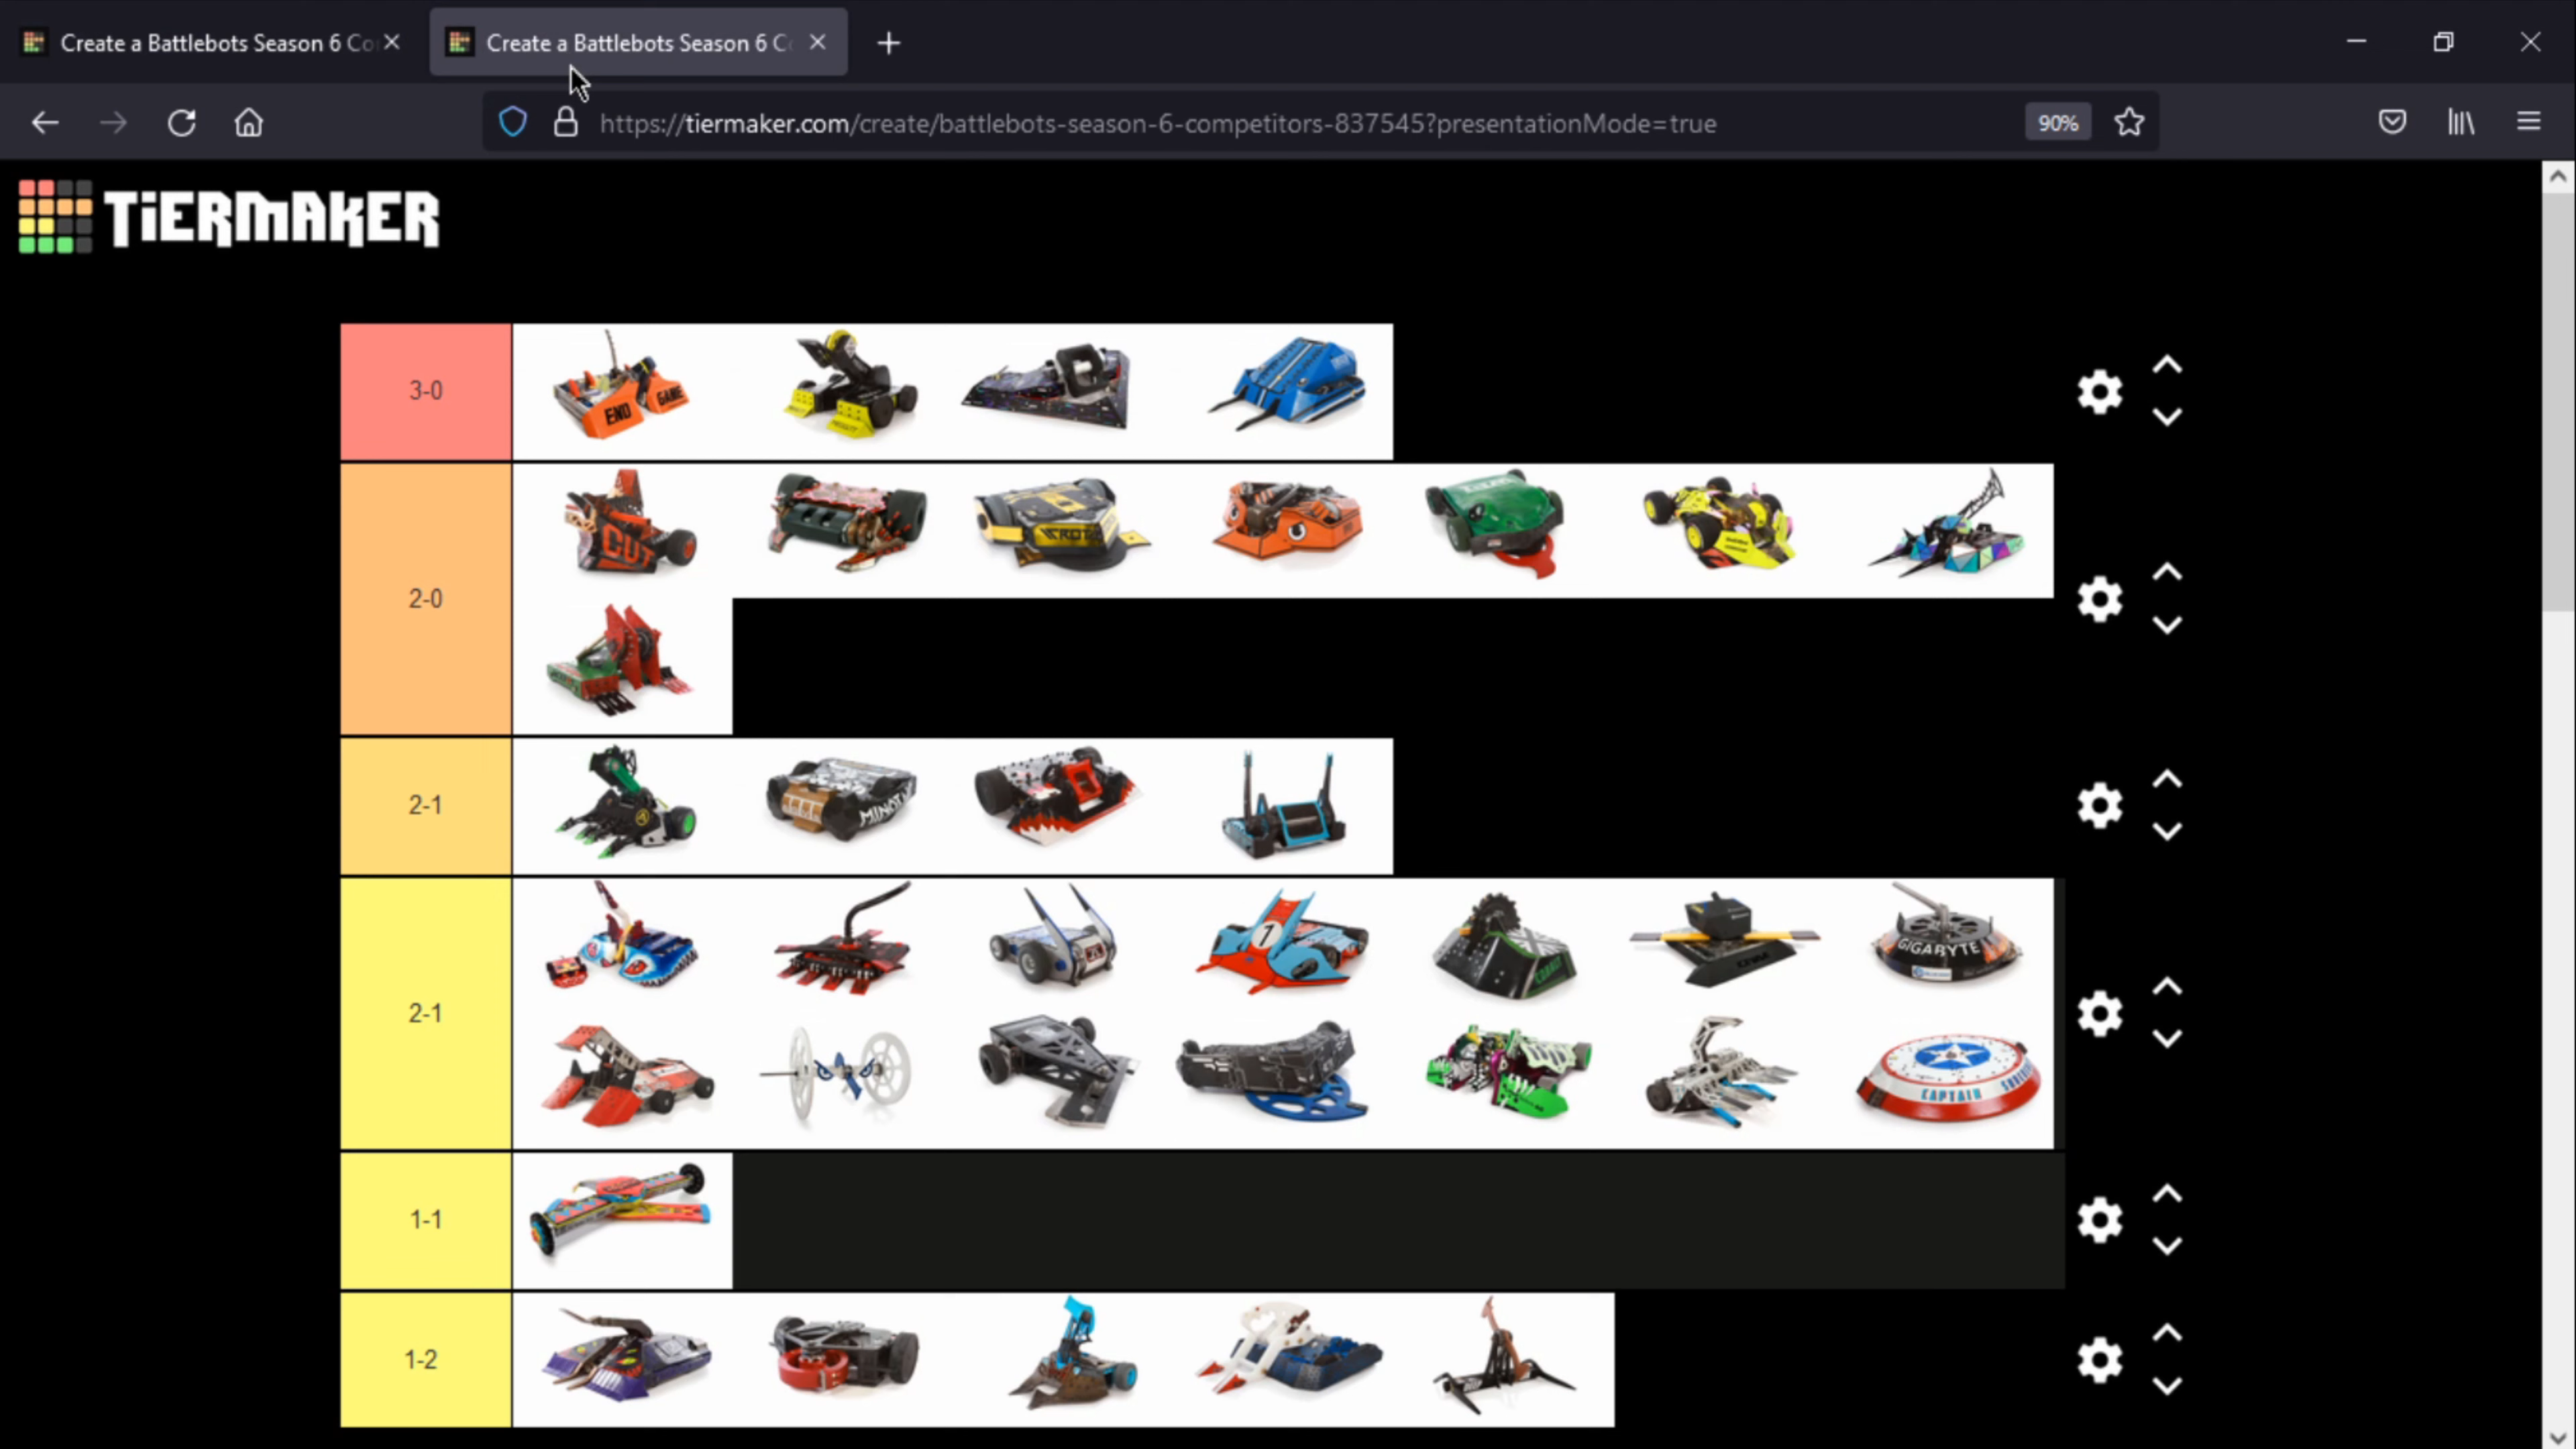 Create a Battlebots Season 6 Co
Create a Battlebots Season 6 C
https://tiermaker.com/create/battlebots-season-6-competitors-837545?presentationMode=true
90%
TiERMAKER
3-0
END GAME
2-0
CUT
2-1
MINOT
2-1
7
GIGABYTE
CAPTAIN
1-1
1-2